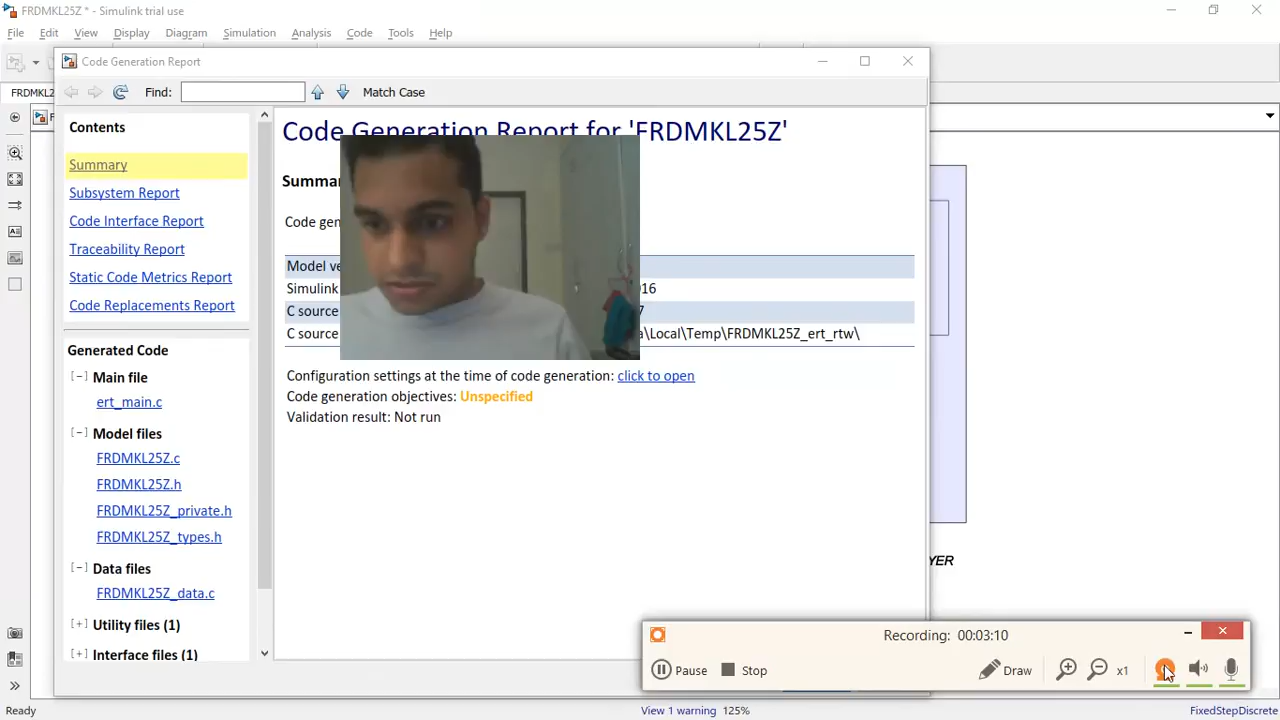 FRDMKL25Z * - Simulink trial use
File Edit View Display Diagram Simulation Analysis Code Tools Help
Code Generation Report
FRDMKL2
Find: Match Case
Contents
Summary
Subsystem Report
Code Interface Report
Traceability Report
Static Code Metrics Report
Code Replacements Report
Generated Code
[-] Main file
ert_main.c
[-] Model files
FRDMKL25Z.c
FRDMKL25Z.h
FRDMKL25Z_private.h
FRDMKL25Z_types.h
[-] Data files
FRDMKL25Z_data.c
[+] Utility files (1)
[+] Interface files (1)
Code Generation Report for 'FRDMKL25Z'
Summa
Code gen
Model ve
Simulink 16
C source 7
C source a\Local\Temp\FRDMKL25Z_ert_rtw\
Configuration settings at the time of code generation: click to open
Code generation objectives: Unspecified
Validation result: Not run
YER
Recording: 00:03:10
Pause Stop Draw x1
Ready View 1 warning 125% FixedStepDiscrete